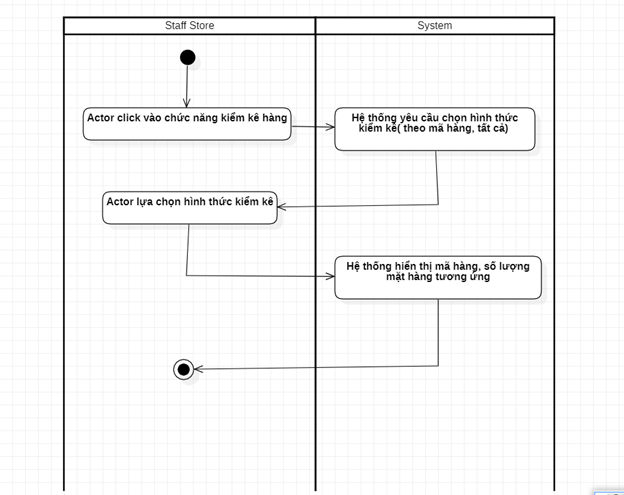 Staff Store
System
Actor click vào chức năng kiểm kê hàng
Hệ thống yêu cầu chọn hình thức
kiểm kê( theo mã hàng, tất cả)
Actor lựa chọn hình thức kiểm kê
Hệ thống hiển thị mã hàng, số lượng
mặt hàng tương ứng